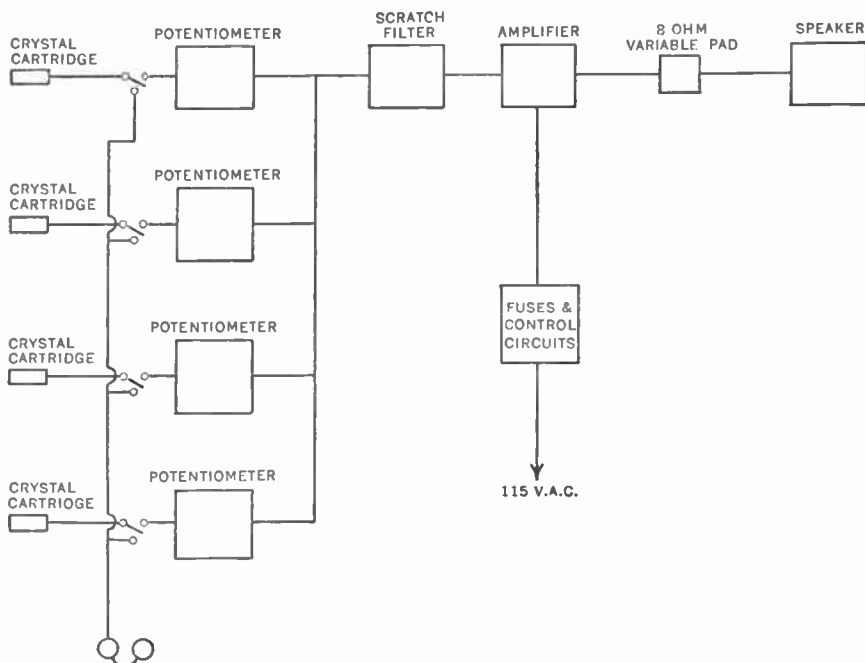 CRYSTAL
CARTRIDGE
POTENTIOMETER
SCRATCH
FILTER
AMPLIFIER
8 OHM
VARIABLE PAD
SPEAKER
CRYSTAL
CARTRIDGE
POTENTIOMETER
CRYSTAL
CARTRIDGE
POTENTIOMETER
FUSES &
CONTROL
CIRCUITS
CRYSTAL
CARTRIOGE
POTENTIOMETER
115 V.A.C.